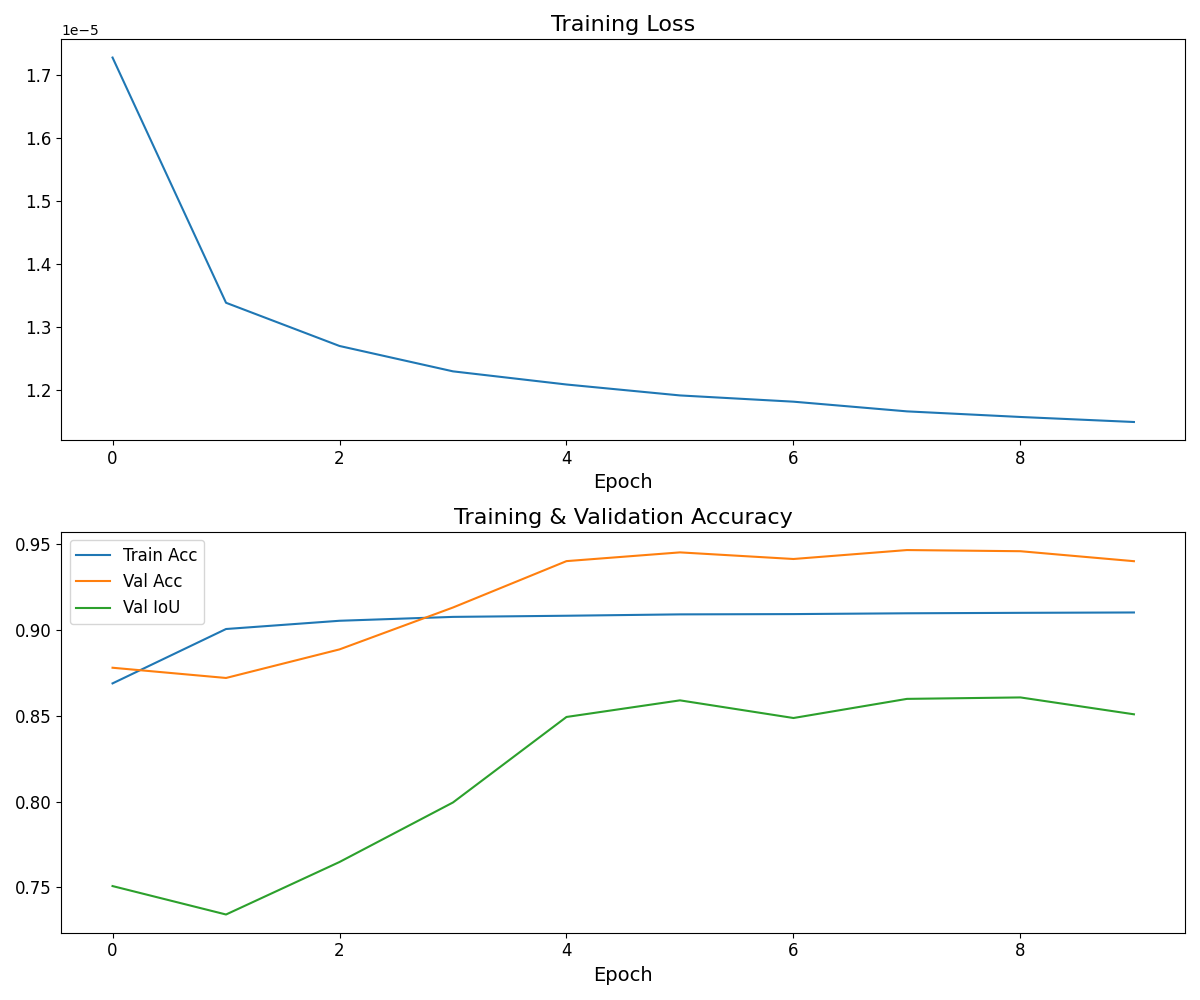 Training Loss
1e−5
1.7
1.6
1.5
1.4
1.3
1.2
0 2 4 6 8
Epoch
Training & Validation Accuracy
Train Acc
Val Acc
Val IoU
0.95
0.90
0.85
0.80
0.75
0 2 4 6 8
Epoch